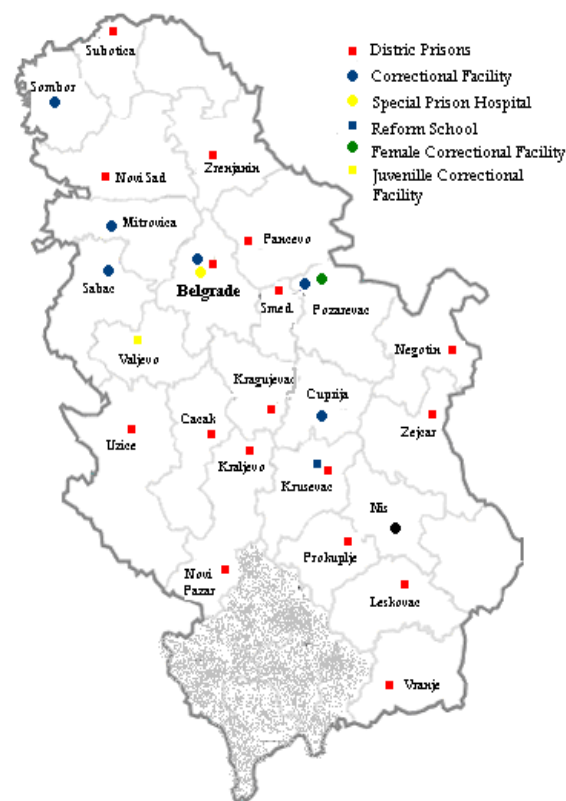 Subotica
Distric Prisons
Correctional Facility
Sombor
Special Prison Hospital
Reform School
Female Correctional Facility
Juvenille Correctional
Facility
Zrenjanin
Novi Sad
Mitrovica
Pancevo
Sabac
Belgrade
Smed.
Pozarevac
Valjevo
Negotin
Kragujevac
Cuprija
Cacak
Zejcar
Uzice
Kraljevo
Krusevac
Nis
Prokuplje
Novi
Pazar
Leskovac
Vranje